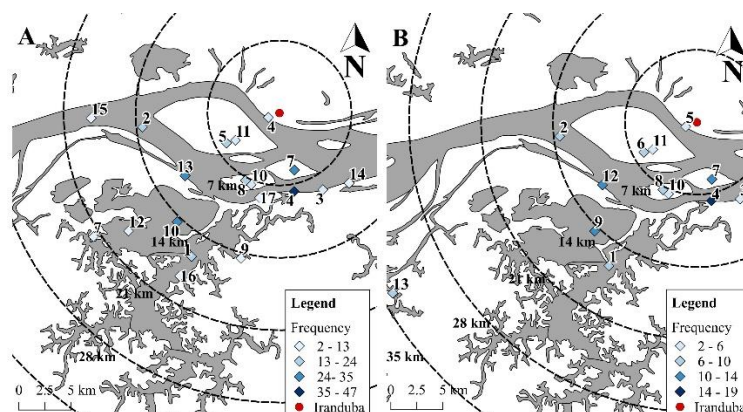 A
N
15
2
4
5
11
13
7
10
8
7 km
14
17
4
3
12
7
10
14 km
1
9
16
21 km
28 km
Legend
Frequency
2 - 13
13 - 24
24- 35
35 - 47
Iranduba
0 2.5 5 km
B
N
2
5
6
11
12
7
8
10
7 km
4
9
14 km
1
13
21 km
28 km
35 km
Legend
Frequency
2 - 6
6 - 10
10 - 14
14 - 19
Iranduba
0 2.5 5 km